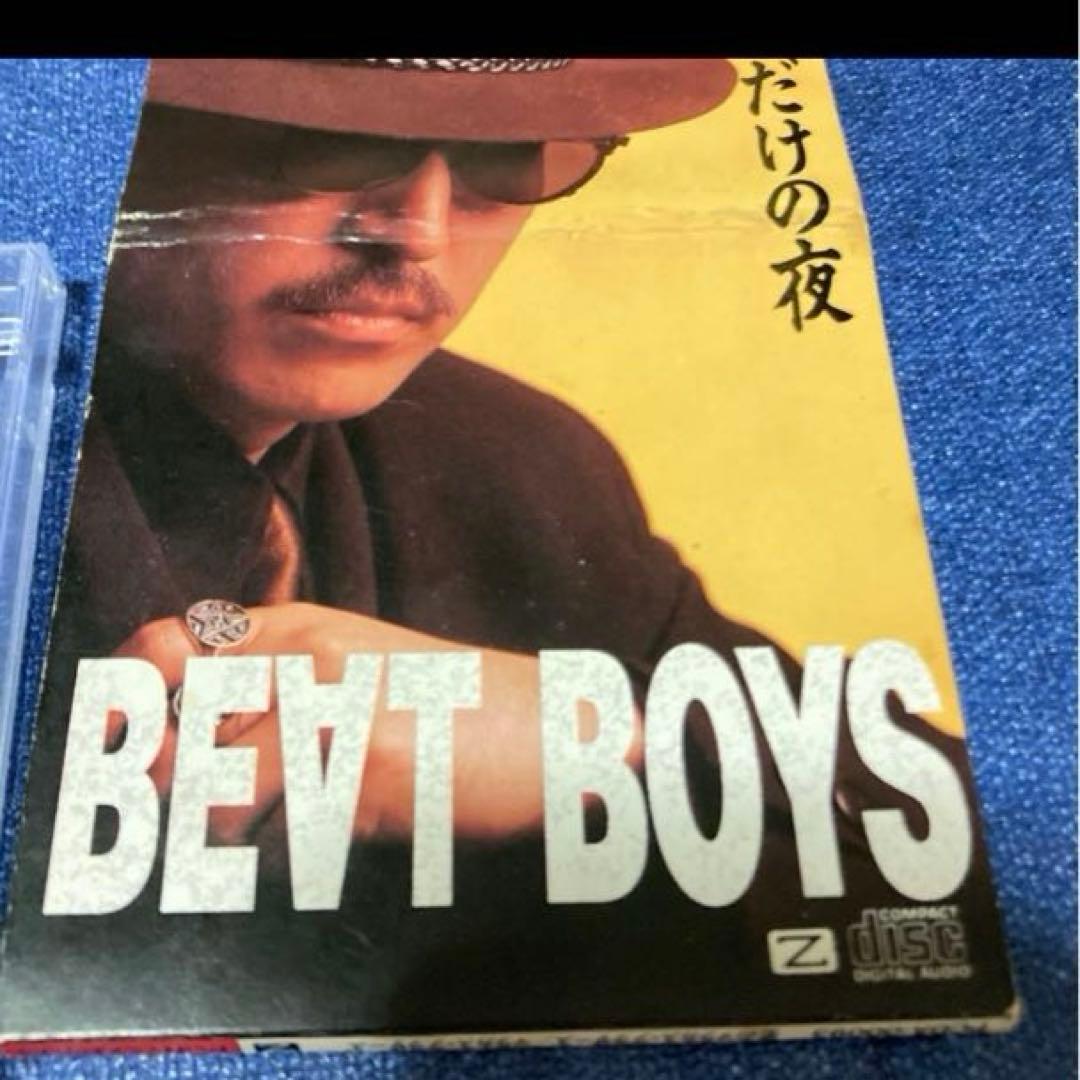 だけの夜
BEAT BOYS
Z
COMPACT
disc
DIGITAL AUDIO